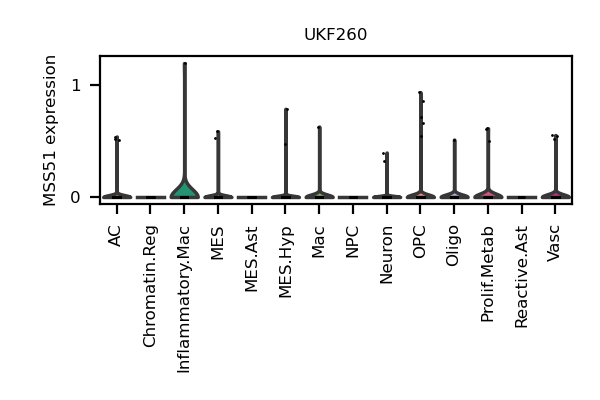 UKF260
MSS51 expression
1
0
AC
Chromatin.Reg
Inflammatory.Mac
MES
MES.Ast
MES.Hyp
Mac
NPC
Neuron
OPC
Oligo
Prolif.Metab
Reactive.Ast
Vasc